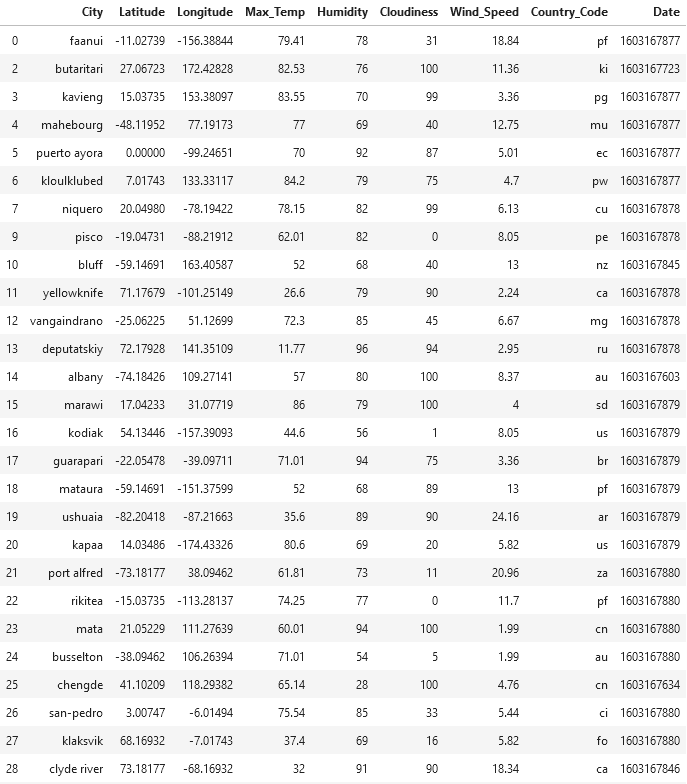 City Latitude Longitude Max_Temp Humidity Cloudiness Wind_Speed Country_Code Date
0 faanui -11.02739 -156.38844 79.41 78 31 18.84 pf 1603167877
2 butaritari 27.06723 172.42828 82.53 76 100 11.36 ki 1603167723
3 kavieng 15.03735 153.38097 83.55 70 99 3.36 pg 1603167877
4 mahebourg -48.11952 77.19173 77 69 40 12.75 mu 1603167877
5 puerto ayora 0.00000 -99.24651 70 92 87 5.01 ec 1603167877
6 kloulklubed 7.01743 133.33117 84.2 79 75 4.7 pw 1603167877
7 niquero 20.04980 -78.19422 78.15 82 99 6.13 cu 1603167878
9 pisco -19.04731 -88.21912 62.01 82 0 8.05 pe 1603167878
10 bluff -59.14691 163.40587 52 68 40 13 nz 1603167845
11 yellowknife 71.17679 -101.25149 26.6 79 90 2.24 ca 1603167878
12 vangaindrano -25.06225 51.12699 72.3 85 45 6.67 mg 1603167878
13 deputatskiy 72.17928 141.35109 11.77 96 94 2.95 ru 1603167878
14 albany -74.18426 109.27141 57 80 100 8.37 au 1603167603
15 marawi 17.04233 31.07719 86 79 100 4 sd 1603167879
16 kodiak 54.13446 -157.39093 44.6 56 1 8.05 us 1603167879
17 guarapari -22.05478 -39.09711 71.01 94 75 3.36 br 1603167879
18 mataura -59.14691 -151.37599 52 68 89 13 pf 1603167879
19 ushuaia -82.20418 -87.21663 35.6 89 90 24.16 ar 1603167879
20 kapaa 14.03486 -174.43326 80.6 69 20 5.82 us 1603167879
21 port alfred -73.18177 38.09462 61.81 73 11 20.96 za 1603167880
22 rikitea -15.03735 -113.28137 74.25 77 0 11.7 pf 1603167880
23 mata 21.05229 111.27639 60.01 94 100 1.99 cn 1603167880
24 busselton -38.09462 106.26394 71.01 54 5 1.99 au 1603167880
25 chengde 41.10209 118.29382 65.14 28 100 4.76 cn 1603167634
26 san-pedro 3.00747 -6.01494 75.54 85 33 5.44 ci 1603167880
27 klaksvik 68.16932 -7.01743 37.4 69 16 5.82 fo 1603167880
28 clyde river 73.18177 -68.16932 32 91 90 18.34 ca 1603167846